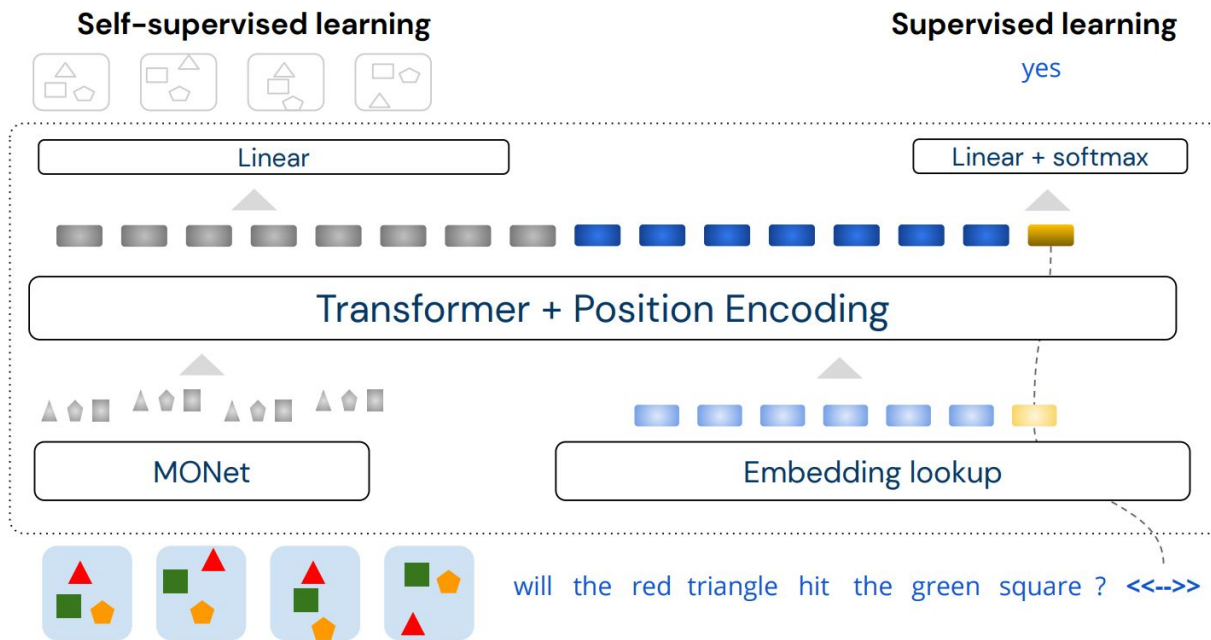 Self-supervised learning
Supervised learning
yes
Linear
Linear + softmax
Transformer + Position Encoding
MONet
Embedding lookup
will the red triangle hit the green square ? <<-->>